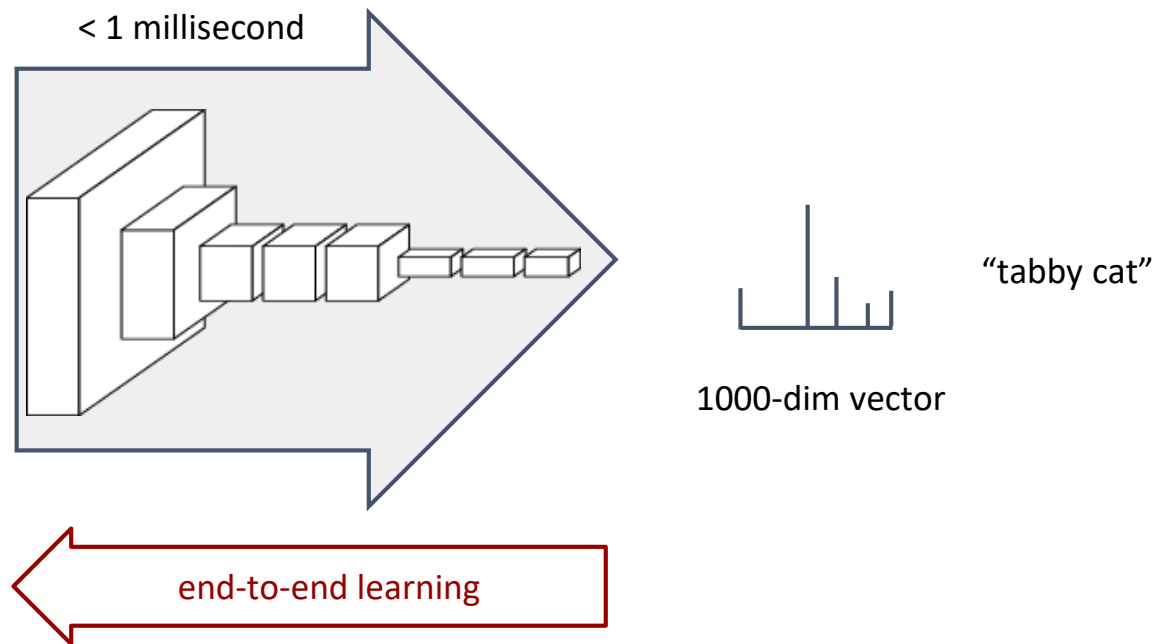 < 1 millisecond
“tabby cat”
1000-dim vector
end-to-end learning